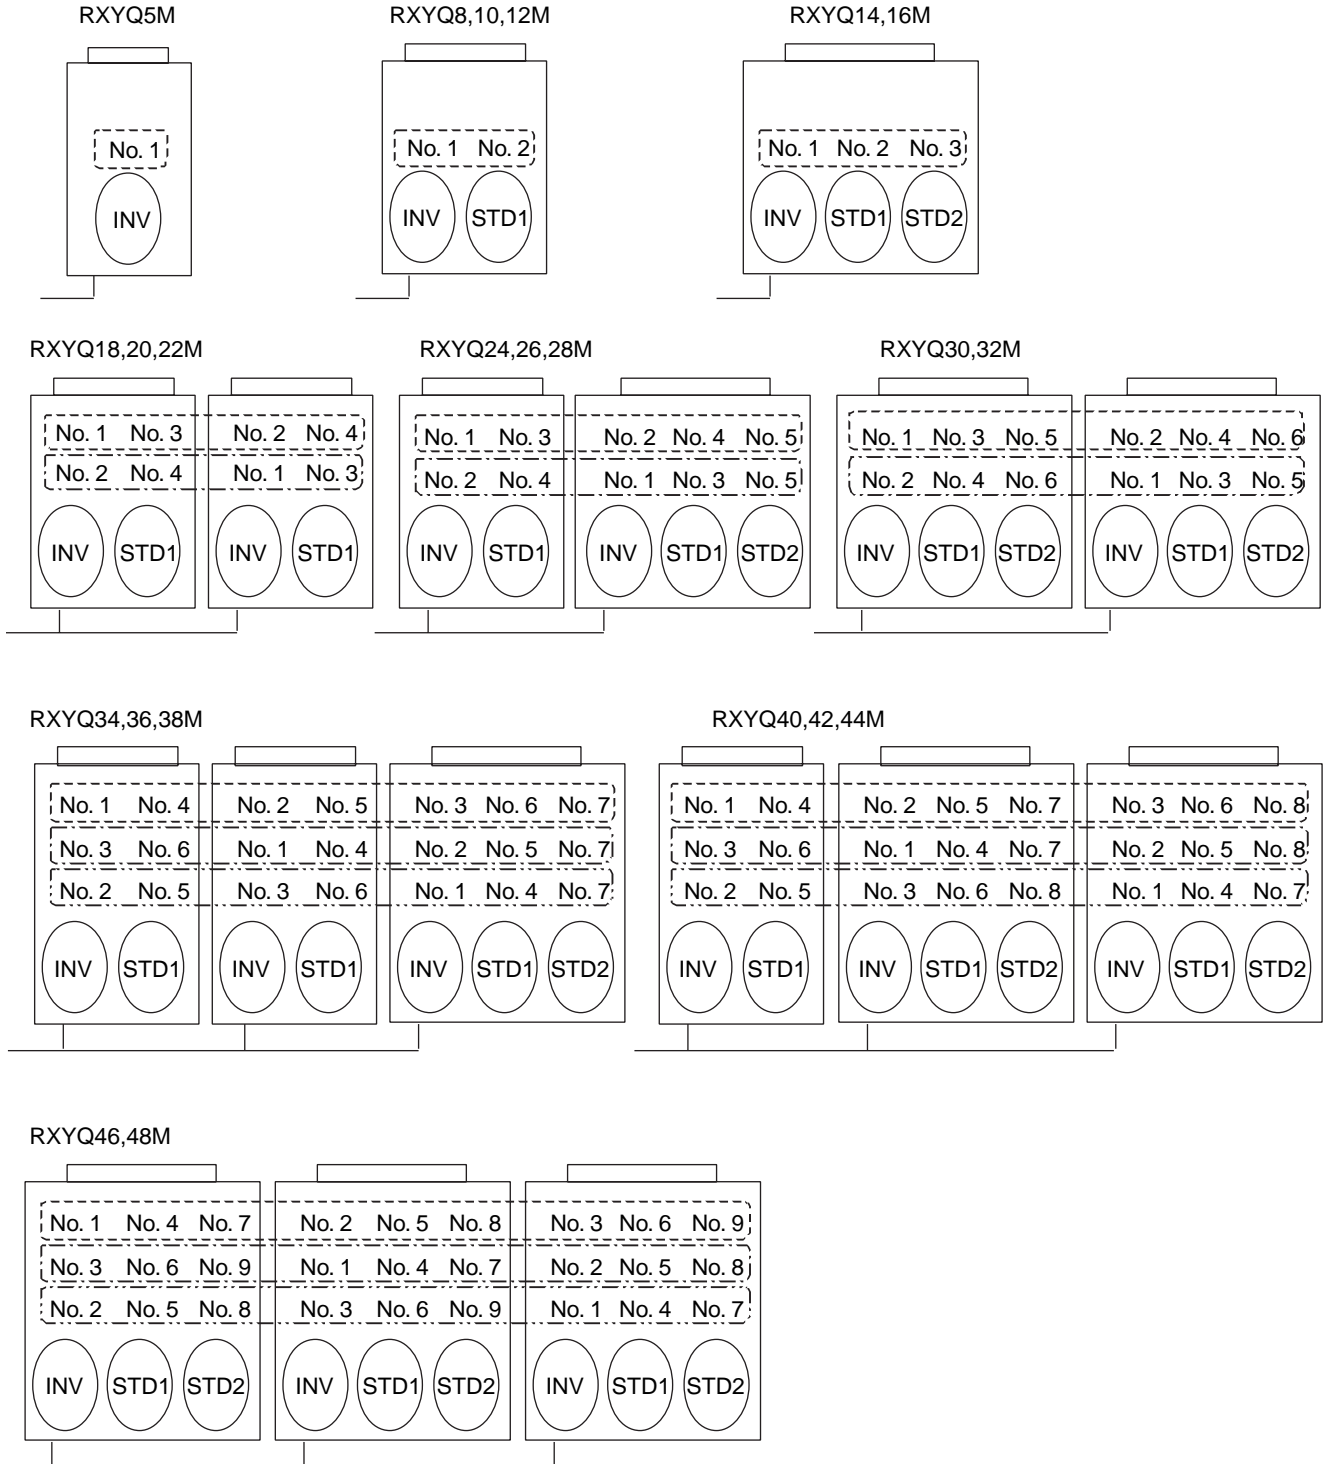 RXYQ5M RXYQ8,10,12M RXYQ14,16M
No. 1 No. 1 No. 2 No. 1 No. 2 No. 3
INV INV STD1 INV STD1 STD2
RXYQ18,20,22M RXYQ24,26,28M RXYQ30,32M
No. 1 No. 3 No. 2 No. 4 No. 1 No. 3 No. 2 No. 4 No. 5 No. 1 No. 3 No. 5 No. 2 No. 4 No. 6
No. 2 No. 4 No. 1 No. 3 No. 2 No. 4 No. 1 No. 3 No. 5 No. 2 No. 4 No. 6 No. 1 No. 3 No. 5
INV STD1 INV STD1 INV STD1 INV STD1 STD2 INV STD1 STD2 INV STD1 STD2
RXYQ34,36,38M RXYQ40,42,44M
No. 1 No. 4 No. 2 No. 5 No. 3 No. 6 No. 7 No. 1 No. 4 No. 2 No. 5 No. 7 No. 3 No. 6 No. 8
No. 3 No. 6 No. 1 No. 4 No. 2 No. 5 No. 7 No. 3 No. 6 No. 1 No. 4 No. 7 No. 2 No. 5 No. 8
No. 2 No. 5 No. 3 No. 6 No. 1 No. 4 No. 7 No. 2 No. 5 No. 3 No. 6 No. 8 No. 1 No. 4 No. 7
INV STD1 INV STD1 INV STD1 STD2 INV STD1 INV STD1 STD2 INV STD1 STD2
RXYQ46,48M
No. 1 No. 4 No. 7 No. 2 No. 5 No. 8 No. 3 No. 6 No. 9
No. 3 No. 6 No. 9 No. 1 No. 4 No. 7 No. 2 No. 5 No. 8
No. 2 No. 5 No. 8 No. 3 No. 6 No. 9 No. 1 No. 4 No. 7
INV STD1 STD2 INV STD1 STD2 INV STD1 STD2